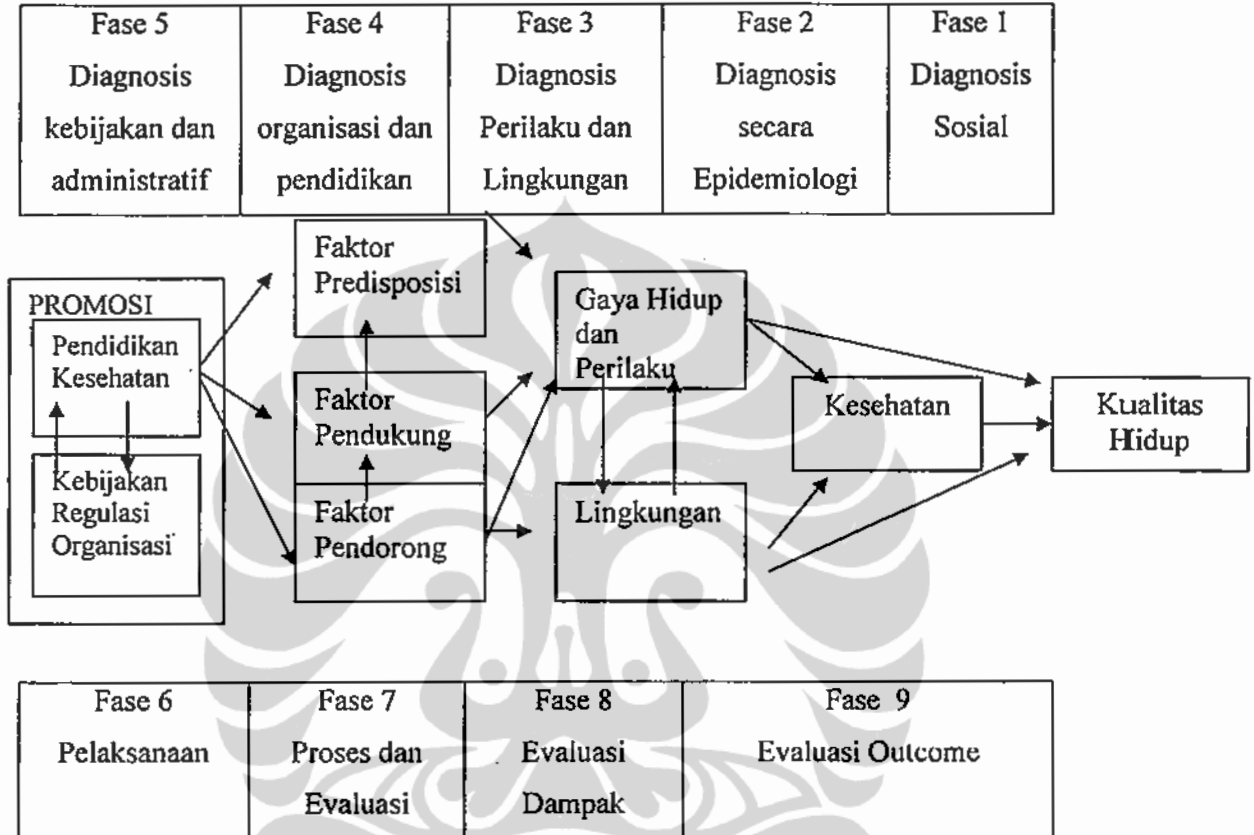 Fase 5
Diagnosis
kebijakan dan
administratif
Fase 4
Diagnosis
organisasi dan
pendidikan
Fase 3
Diagnosis
Perilaku dan
Lingkungan
Fase 2
Diagnosis
secara
Epidemiologi
Fase 1
Diagnosis
Sosial
PROMOSI
Pendidikan
Kesehatan
Kebijakan
Regulasi
Organisasi
Faktor
Predisposisi
Faktor
Pendukung
Faktor
Pendorong
Gaya Hidup
dan
Perilaku
Lingkungan
Kesehatan
Kualitas
Hidup
Fase 6
Pelaksanaan
Fase 7
Proses dan
Evaluasi
Fase 8
Evaluasi
Dampak
Fase 9
Evaluasi Outcome